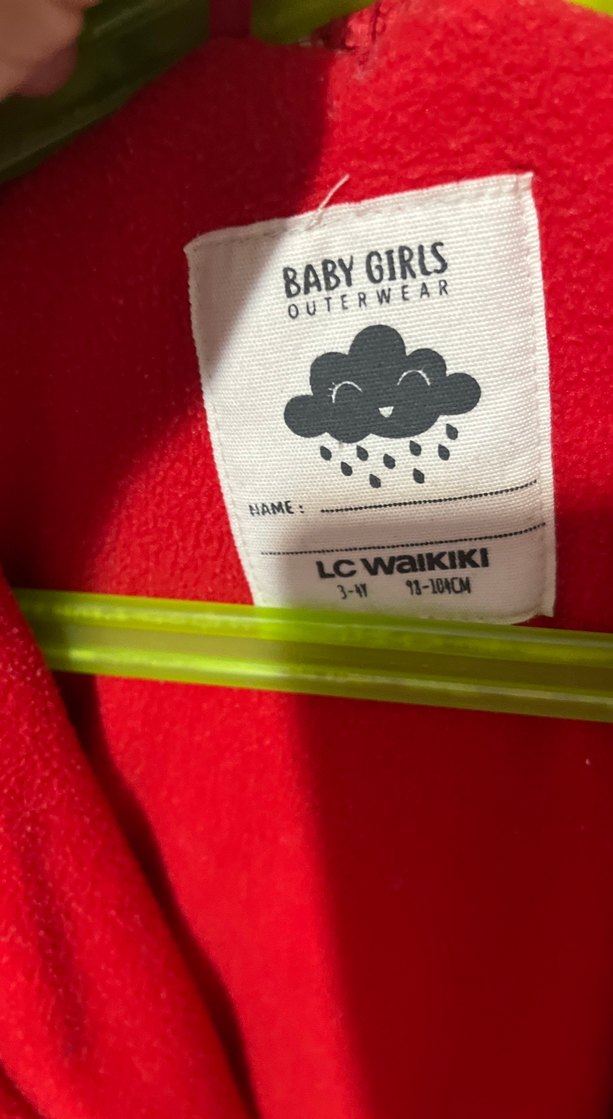 BABY GIRLS
OUTERWEAR
NAME:
LC WAIKIKI
3-4Y 98-104CM